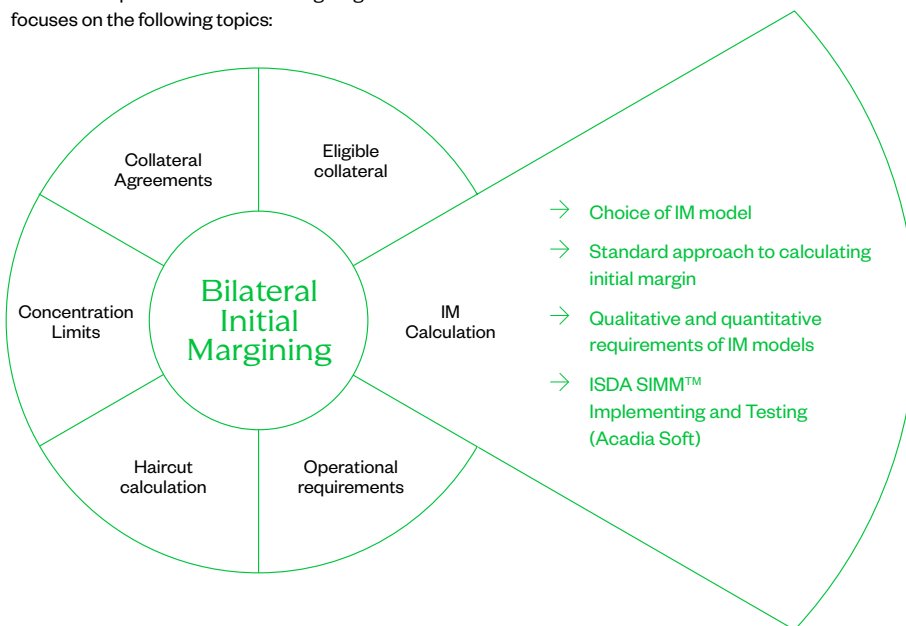 focuses on the following topics:
Collateral
Agreements
Eligible
collateral
Concentration
Limits
Bilateral
Initial
Margining
IM
Calculation
Haircut
calculation
Operational
requirements
→ Choice of IM model
→ Standard approach to calculating
initial margin
→ Qualitative and quantitative
requirements of IM models
→ ISDA SIMM™
Implementing and Testing
(Acadia Soft)